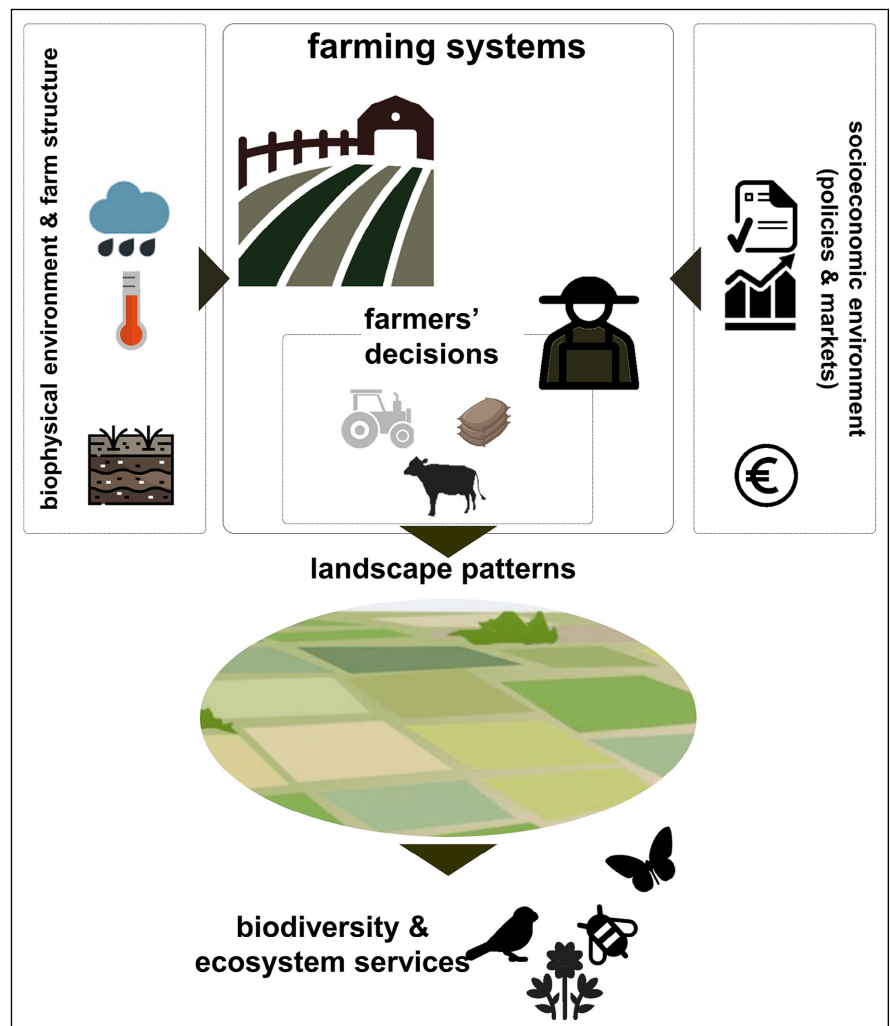 farming systems
biophysical environment & farm structure
socioeconomic environment
(policies & markets)
farmers’
decisions
€
landscape patterns
biodiversity &
ecosystem services